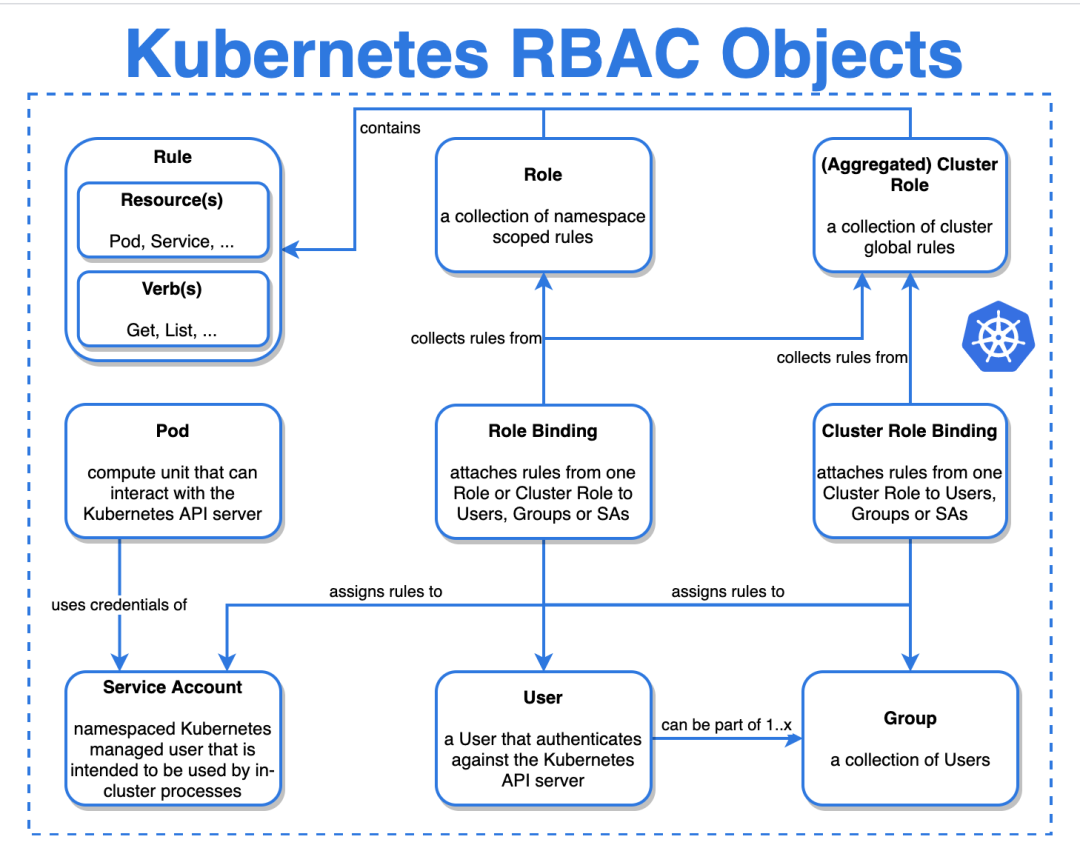 Kubernetes RBAC Objects
contains
Rule
Resource(s)
Pod, Service, ...
Verb(s)
Get, List, ...
Role
a collection of namespace
scoped rules
(Aggregated) Cluster
Role
a collection of cluster
global rules
collects rules from
collects rules from
Pod
compute unit that can
interact with the
Kubernetes API server
Role Binding
attaches rules from one
Role or Cluster Role to
Users, Groups or SAs
Cluster Role Binding
attaches rules from one
Cluster Role to Users,
Groups or SAs
uses credentials of
assigns rules to
assigns rules to
Service Account
namespaced Kubernetes
managed user that is
intended to be used by in-
cluster processes
User
a User that authenticates
against the Kubernetes
API server
can be part of 1..x
Group
a collection of Users